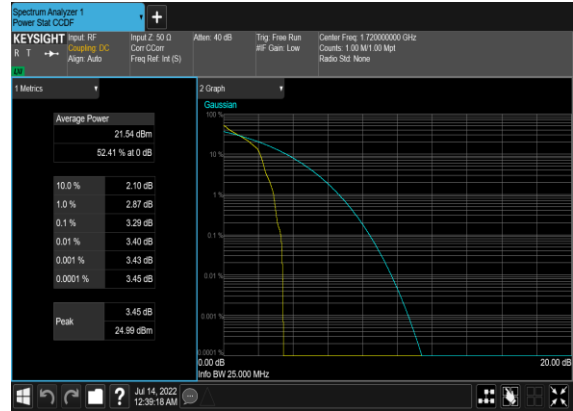 Spectrum Analyzer 1
Power Stat CCDF
KEYSIGHT
R T
LXI
Input: RF
Coupling: DC
Align: Auto
Input Z: 50 Ω
Corr CCorr
Freq Ref: Int (S)
Atten: 40 dB
Trig: Free Run
#IF Gain: Low
Center Freq: 1.720000000 GHz
Counts: 1.00 M/1.00 Mpt
Radio Std: None
1 Metrics
Average Power
21.54 dBm
52.41 % at 0 dB
10.0 % 2.10 dB
1.0 % 2.87 dB
0.1 % 3.29 dB
0.01 % 3.40 dB
0.001 % 3.43 dB
0.0001 % 3.45 dB
Peak
3.45 dB
24.99 dBm
2 Graph
Gaussian
100 %
10 %
1 %
0.1 %
0.01 %
0.001 %
0.0001 %
0.00 dB
20.00 dB
Info BW 25.000 MHz
?
Jul 14, 2022
12:39:18 AM